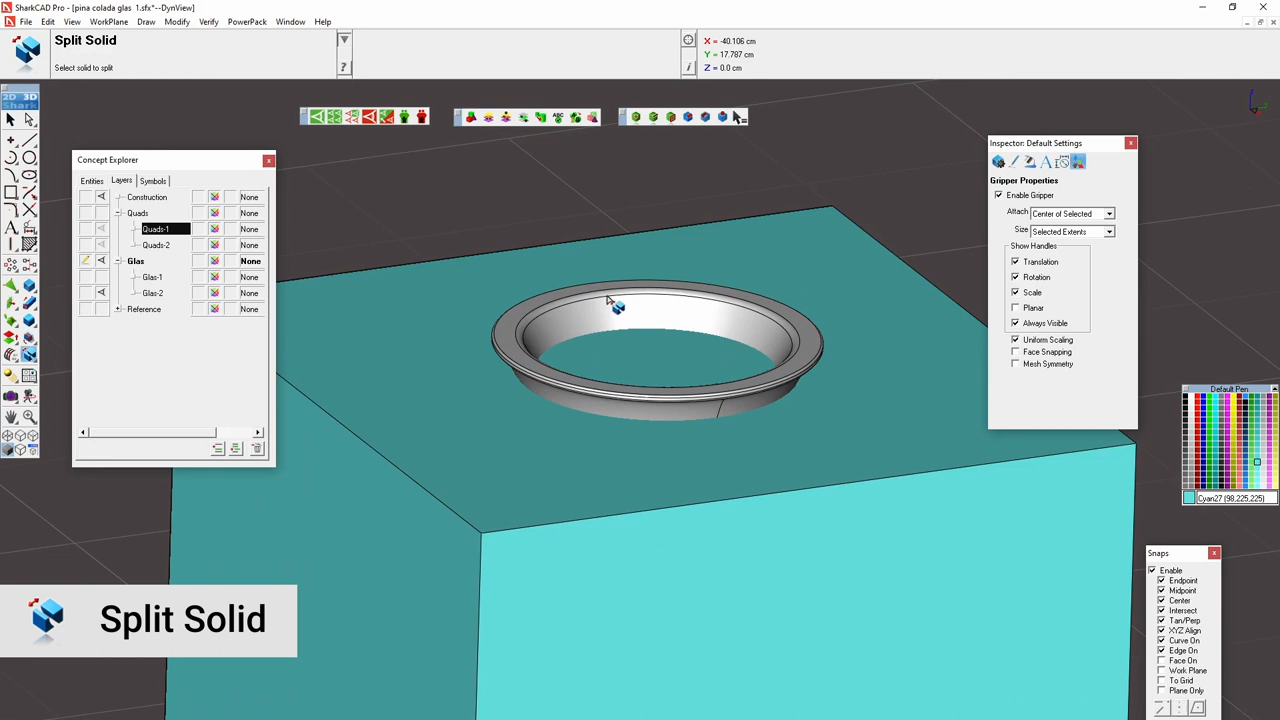 SharkCAD Pro - [pina colada glas  1.sfx*--DynView]
File Edit View WorkPlane Draw Modify Verify PowerPack Window Help
Split Solid
Select solid to split
?
i
X = -40.106 cm
Y = 17.787 cm
Z = 0.0 cm
2D 3D
Shark
ABC
Concept Explorer
Entities Layers Symbols
Construction None
Quads None
Quads-1 None
Quads-2 None
Glas None
Glas-1 None
Glas-2 None
Reference None
Inspector: Default Settings
Gripper Properties
Enable Gripper
Attach Center of Selected
Size Selected Extents
Show Handles
Translation
Rotation
Scale
Planar
Always Visible
Uniform Scaling
Face Snapping
Mesh Symmetry
Default Pen
Cyan27 (98,225,225)
Snaps
Enable
Endpoint
Midpoint
Center
Intersect
Tan/Perp
XYZ Align
Curve On
Edge On
Face On
Work Plane
To Grid
Plane Only
Split Solid